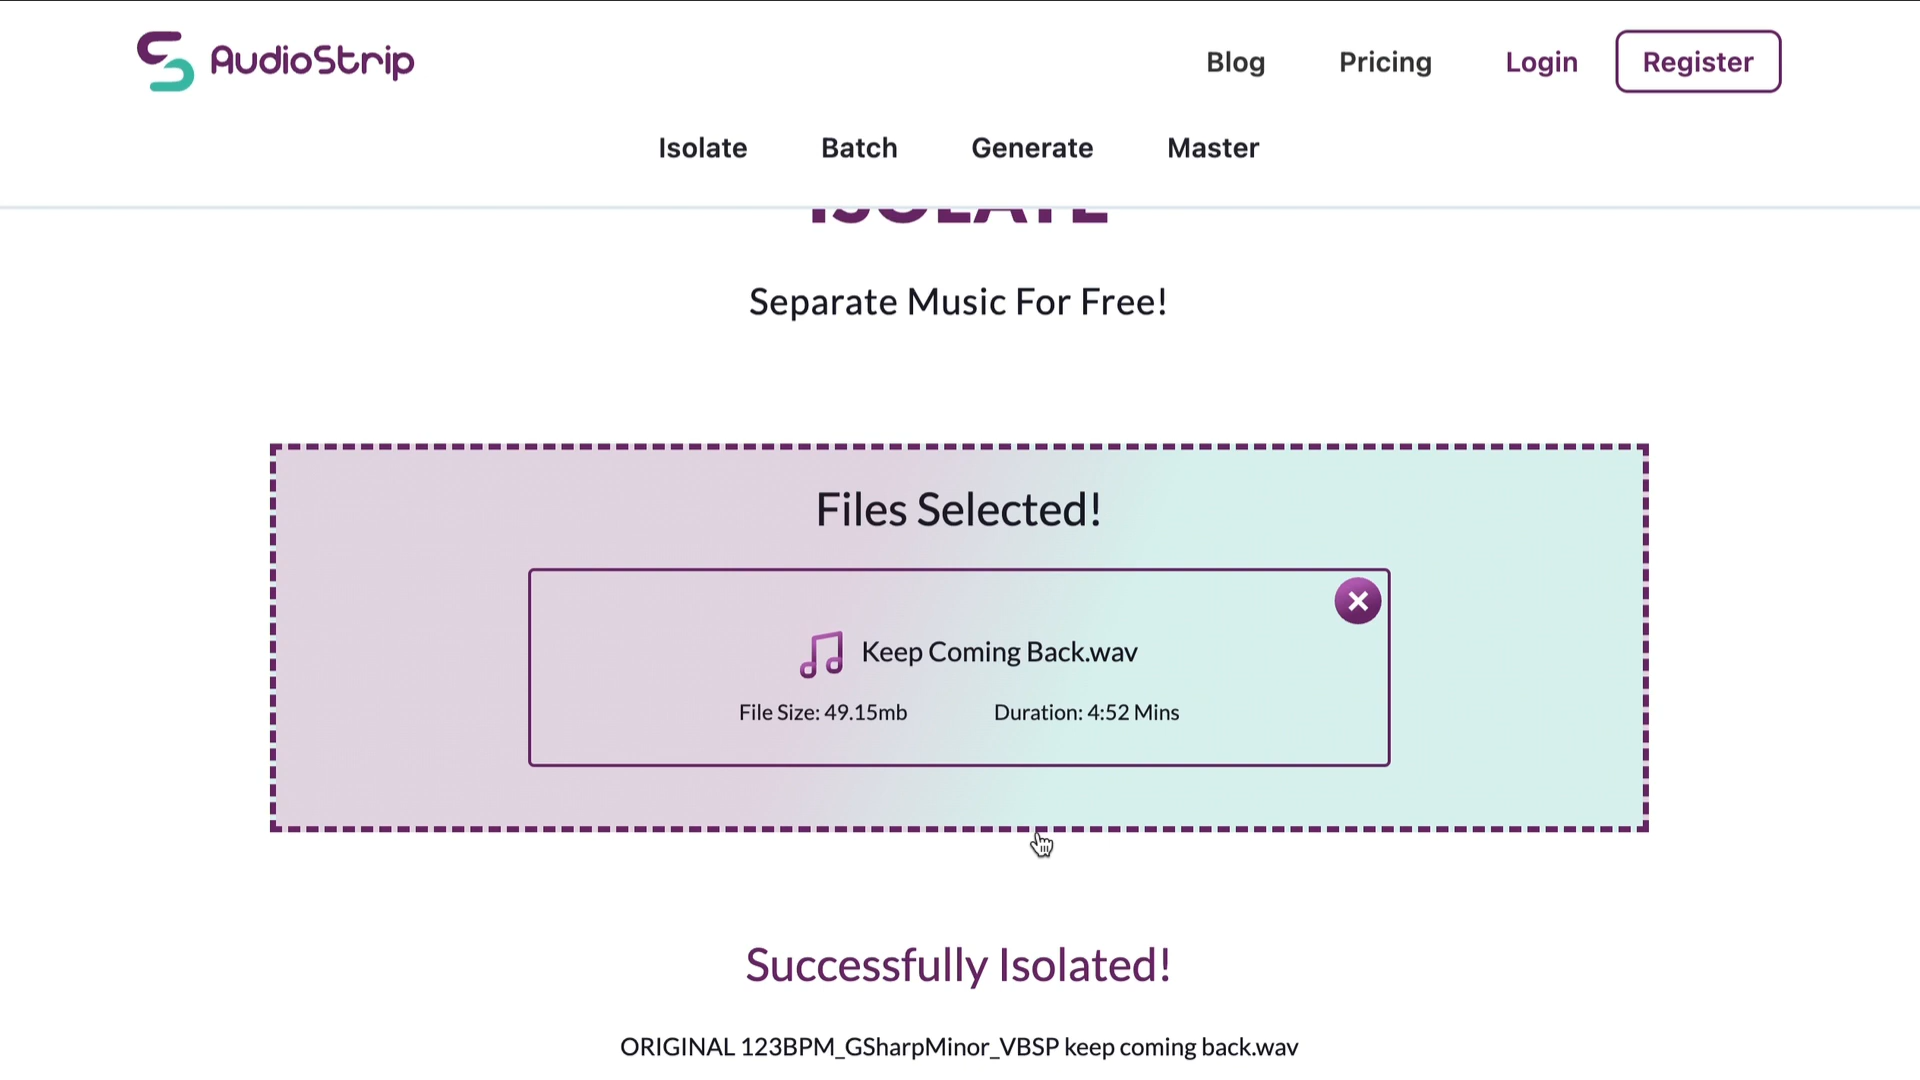 AudioStrip
Blog Pricing Login Register
Isolate Batch Generate Master
ISOLATE
Separate Music For Free!
Files Selected!
Keep Coming Back.wav
File Size: 49.15mb Duration: 4:52 Mins
Successfully Isolated!
ORIGINAL 123BPM_GSharpMinor_VBSP keep coming back.wav